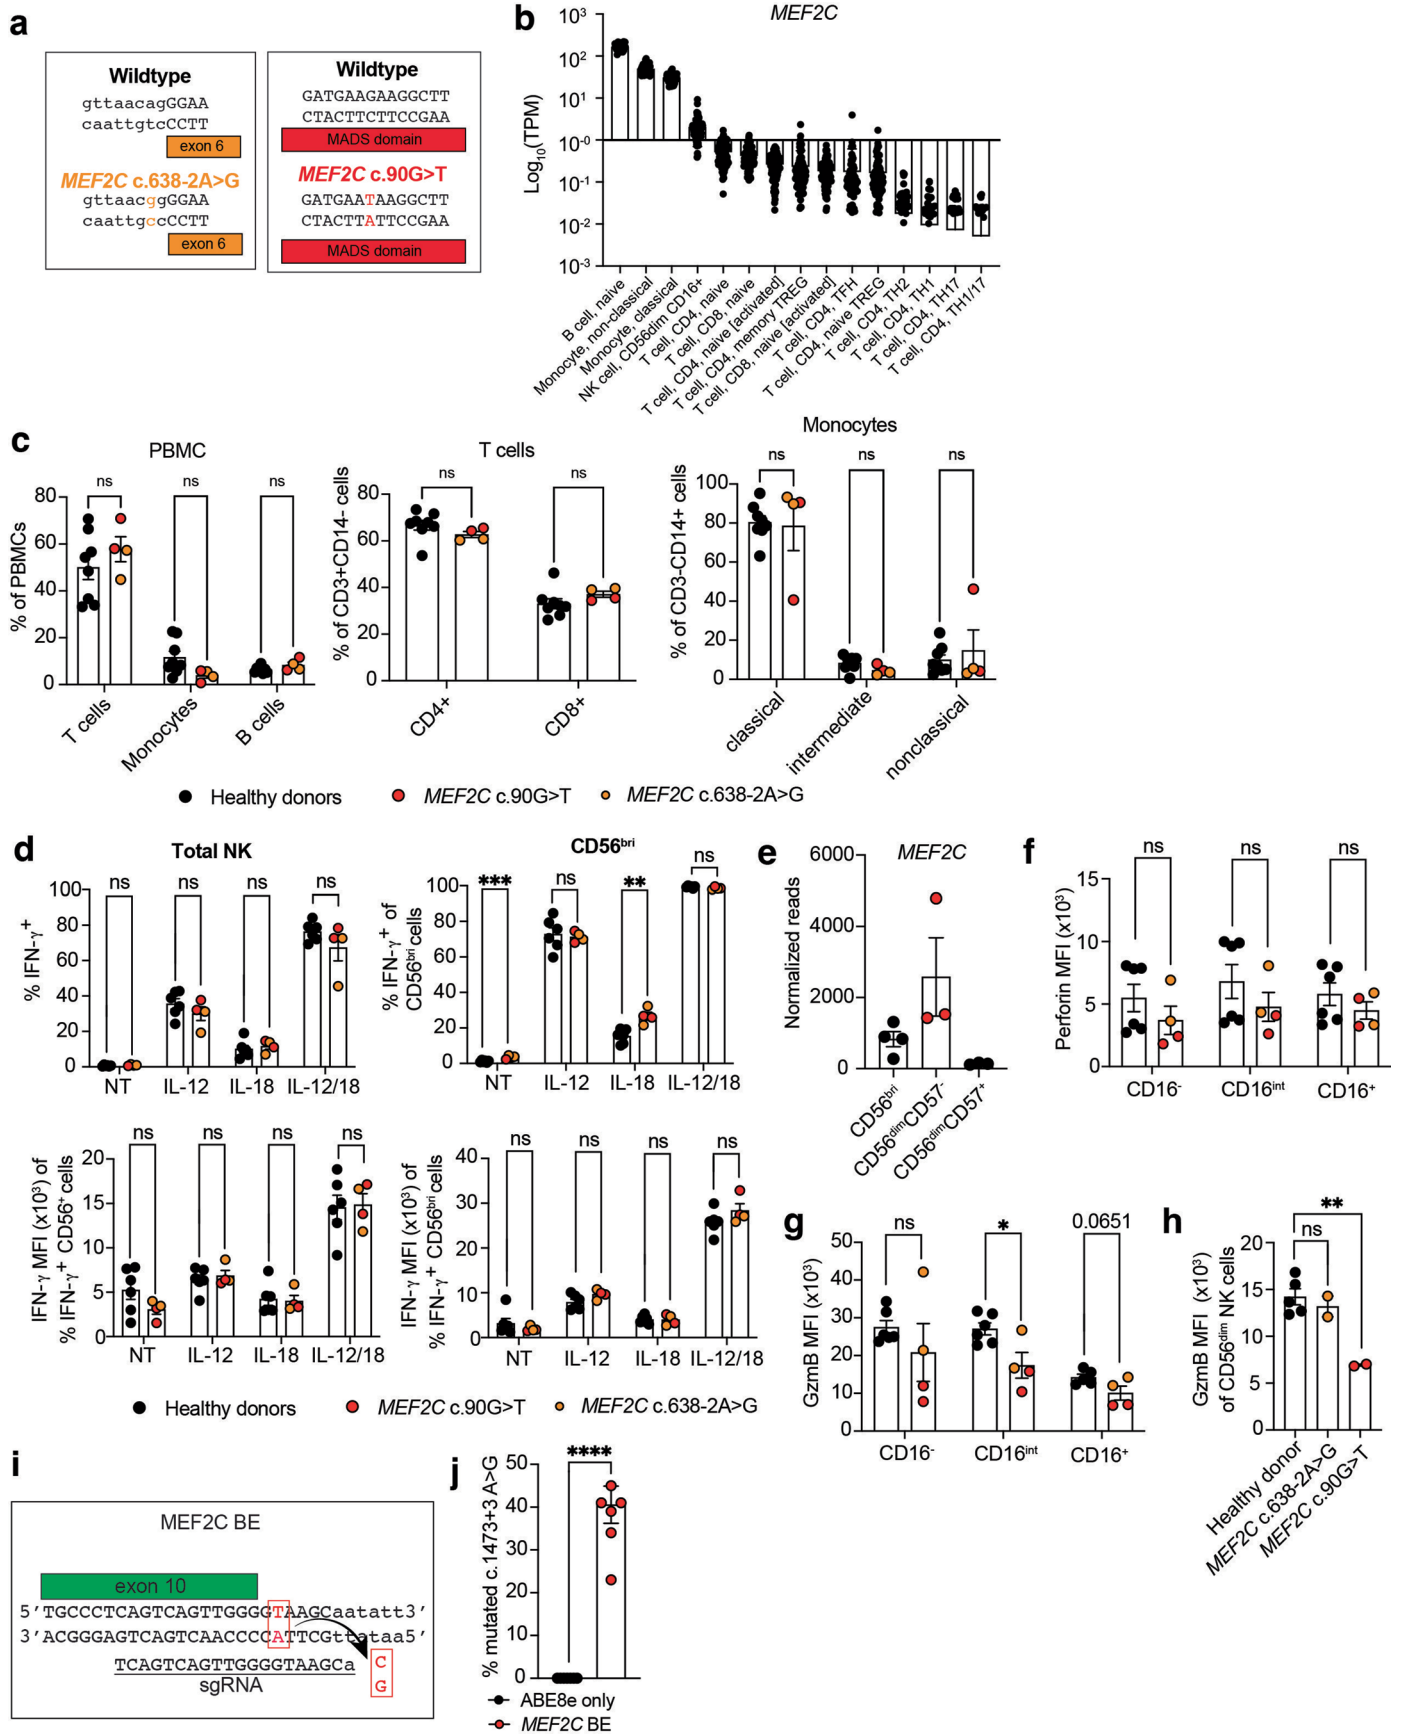 a
Wildtype
gttaacagGGAA
caattgtcCCTT
exon 6
MEF2C c.638-2A>G
gttaacggGGAA
caattgccCCTT
exon 6
Wildtype
GATGAAGAAGGCTT
CTACTTCTTCCGAA
MADS domain
MEF2C c.90G>T
GATGAATAAGGCTT
CTACTTATTCCGAA
MADS domain
b
MEF2C
Log10(TPM)
10³
10²
10¹
10⁻⁰
10⁻¹
10⁻²
10⁻³
B cell, naive
Monocyte, non-classical
Monocyte, classical
NK cell, CD56dim CD16+
T cell, CD4, naive
T cell, CD8, naive
T cell, CD4, naive [activated]
T cell, CD4, memory TREG
T cell, CD8, naive [activated]
T cell, CD4, TFH
T cell, CD4, naive TREG
T cell, CD4, TH2
T cell, CD4, TH1
T cell, CD4, TH17
T cell, CD4, TH1/17
c
PBMC
% of PBMCs
80
60
40
20
0
ns
ns
ns
T cells
Monocytes
B cells
T cells
% of CD3+CD14- cells
80
60
40
20
0
ns
ns
CD4+
CD8+
Monocytes
% of CD3-CD14+ cells
100
80
60
40
20
0
ns
ns
ns
classical
intermediate
nonclassical
Healthy donors
MEF2C c.90G>T
MEF2C c.638-2A>G
d
Total NK
% IFN-γ⁺
100
80
60
40
20
0
ns
ns
ns
ns
NT
IL-12
IL-18
IL-12/18
CD56ᵇʳⁱ
% IFN-γ⁺ of
CD56ᵇʳⁱ cells
100
80
60
40
20
0
***
ns
**
ns
NT
IL-12
IL-18
IL-12/18
IFN-γ MFI (x10³) of
% IFN-γ⁺ CD56⁺ cells
20
15
10
5
0
ns
ns
ns
ns
NT
IL-12
IL-18
IL-12/18
IFN-γ MFI (x10³) of
% IFN-γ⁺ CD56ᵇʳⁱ cells
40
30
20
10
0
ns
ns
ns
ns
NT
IL-12
IL-18
IL-12/18
Healthy donors
MEF2C c.90G>T
MEF2C c.638-2A>G
e
MEF2C
Normalized reads
6000
4000
2000
0
CD56ᵇʳⁱ
CD56ᵈⁱᵐCD57⁻
CD56ᵈⁱᵐCD57⁺
f
Perforin MFI (x10³)
15
10
5
0
ns
ns
ns
CD16⁻
CD16ⁱⁿᵗ
CD16⁺
g
GzmB MFI (x10³)
50
40
30
20
10
0
ns
*
0.0651
CD16⁻
CD16ⁱⁿᵗ
CD16⁺
h
GzmB MFI (x10³)
of CD56ᵈⁱᵐ NK cells
20
15
10
5
0
**
ns
Healthy donor
MEF2C c.638-2A>G
MEF2C c.90G>T
i
MEF2C BE
exon 10
5′TGCCCTCAGTCAGTTGGGGTAAGCaatatt3′
3′ACGGGAGTCAGTCAACCCCATTCGttataa5′
TCAGTCAGTTGGGGTAAGCa
sgRNA
C
G
j
% mutated c.1473+3 A>G
50
40
30
20
10
0
****
ABE8e only
MEF2C BE